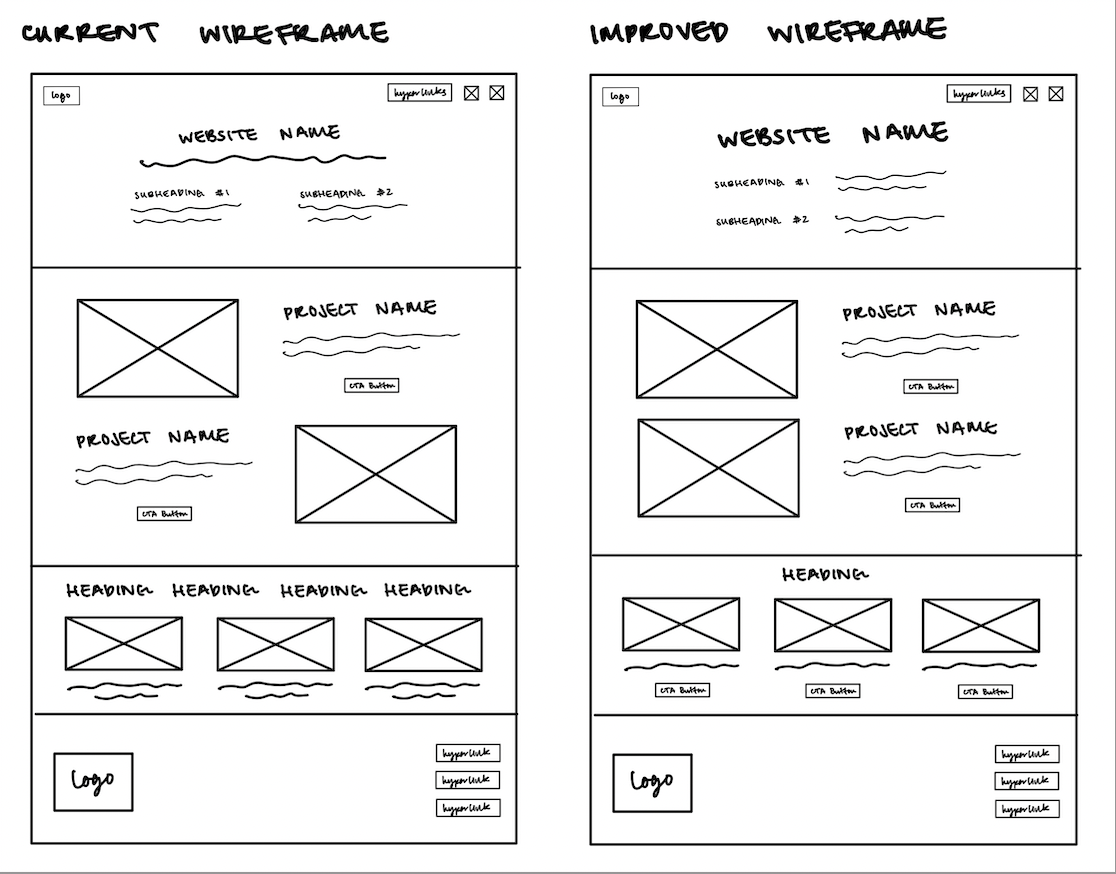 CURRENT WIREFRAME
logo
hyperlinks
WEBSITE NAME
SUBHEADING #1
SUBHEADING #2
PROJECT NAME
CTA Button
PROJECT NAME
CTA Button
HEADING HEADING HEADING HEADING
logo
hyperlink
hyperlink
hyperlink
IMPROVED WIREFRAME
logo
hyperlinks
WEBSITE NAME
SUBHEADING #1
SUBHEADING #2
PROJECT NAME
CTA Button
PROJECT NAME
CTA Button
HEADING
CTA Button CTA Button CTA Button
logo
hyperlink
hyperlink
hyperlink